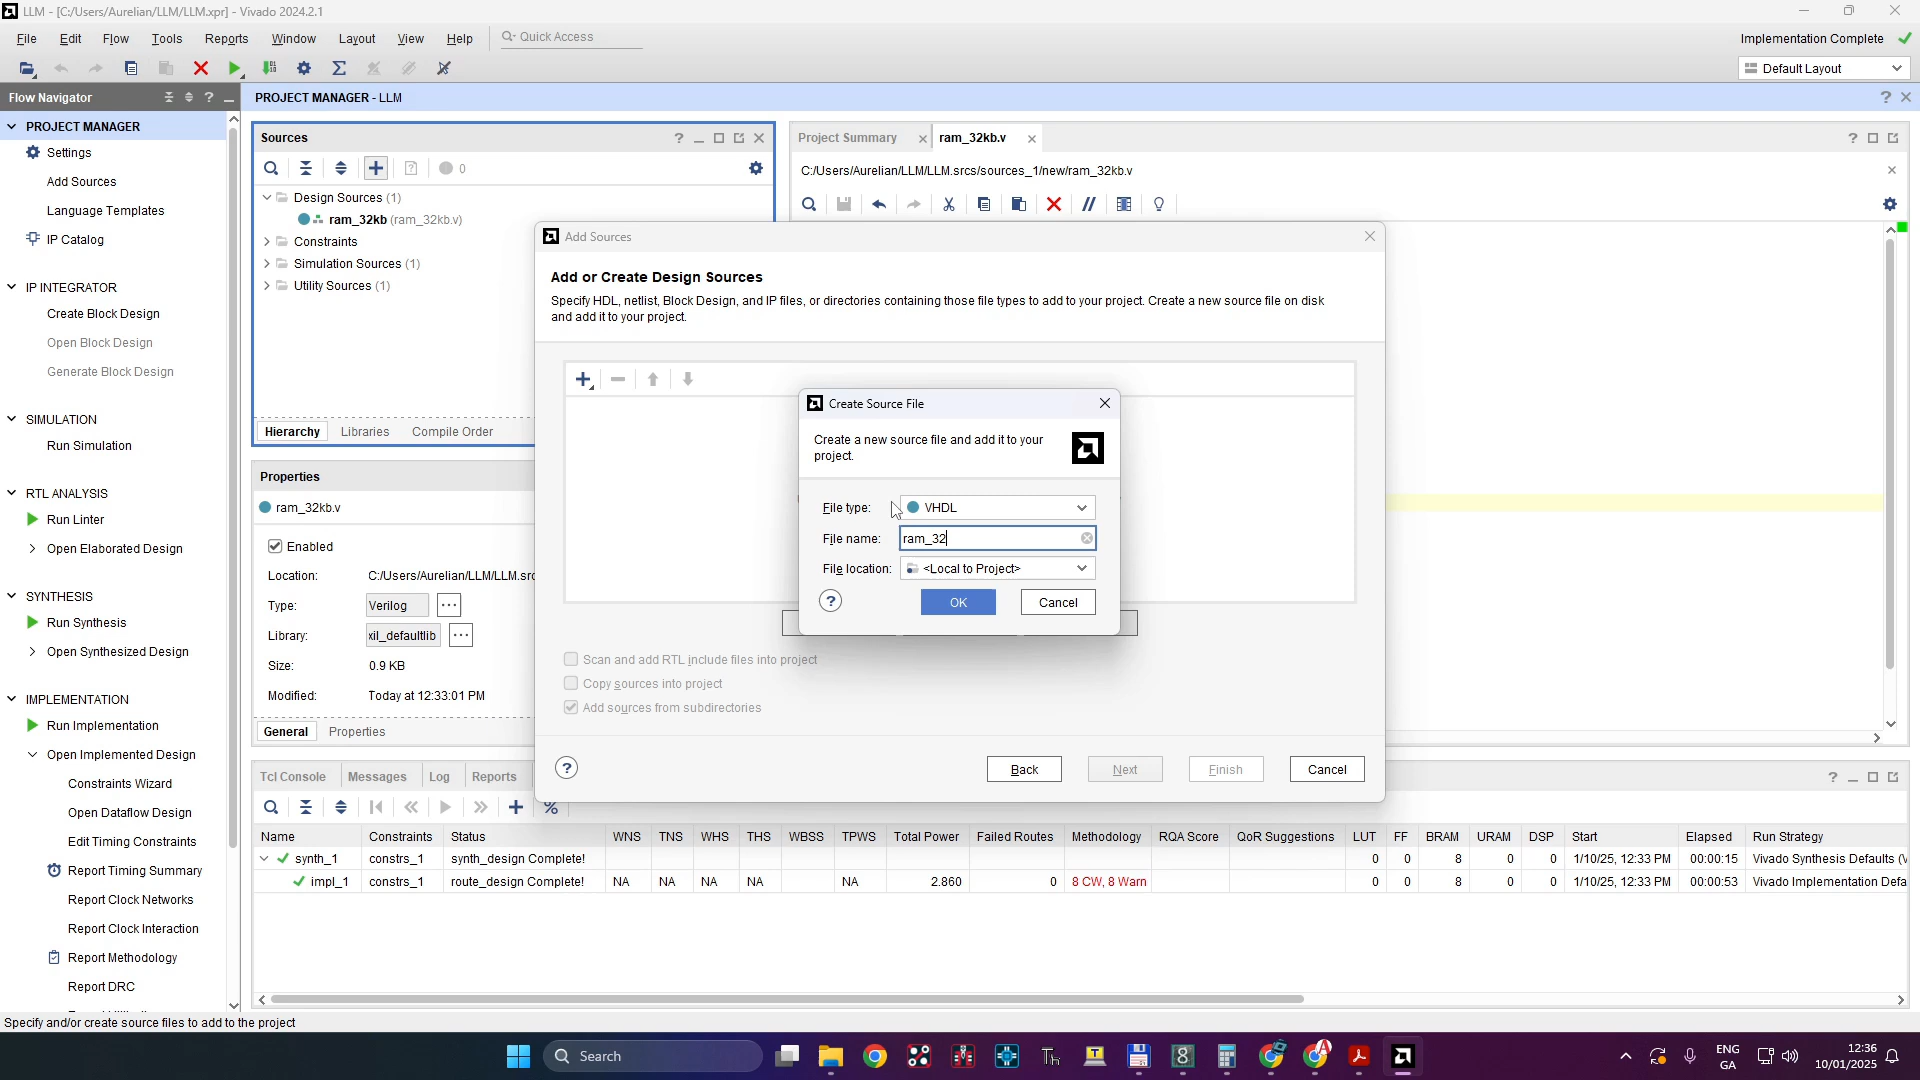 LLM - [C:/Users/Aurelian/LLM/LLM.xpr] - Vivado 2024.2.1
File Edit Flow Tools Reports Window Layout View Help Quick Access
Implementation Complete
Default Layout
Flow Navigator
PROJECT MANAGER - LLM
PROJECT MANAGER
Settings
Add Sources
Language Templates
IP Catalog
IP INTEGRATOR
Create Block Design
Open Block Design
Generate Block Design
SIMULATION
Run Simulation
RTL ANALYSIS
Run Linter
Open Elaborated Design
SYNTHESIS
Run Synthesis
Open Synthesized Design
IMPLEMENTATION
Run Implementation
Open Implemented Design
Constraints Wizard
Open Dataflow Design
Edit Timing Constraints
Report Timing Summary
Report Clock Networks
Report Clock Interaction
Report Methodology
Report DRC
Sources
0
Design Sources (1)
ram_32kb (ram_32kb.v)
Constraints
Simulation Sources (1)
Utility Sources (1)
Hierarchy Libraries Compile Order
Properties
ram_32kb.v
Enabled
Location: C:/Users/Aurelian/LLM/LLM.src
Type: Verilog
Library: xil_defaultlib
Size: 0.9 KB
Modified: Today at 12:33:01 PM
General Properties
Project Summary ram_32kb.v
C:/Users/Aurelian/LLM/LLM.srcs/sources_1/new/ram_32kb.v
Add Sources
Add or Create Design Sources
Specify HDL, netlist, Block Design, and IP files, or directories containing those file types to add to your project. Create a new source file on disk
and add it to your project.
Create Source File
Create a new source file and add it to your
project.
File type: VHDL
File name: ram_32
File location: <Local to Project>
? OK Cancel
Scan and add RTL include files into project
Copy sources into project
Add sources from subdirectories
? Back Next Finish Cancel
Tcl Console Messages Log Reports
Name Constraints Status WNS TNS WHS THS WBSS TPWS Total Power Failed Routes Methodology RQA Score QoR Suggestions LUT FF BRAM URAM DSP Start Elapsed Run Strategy
synth_1 constrs_1 synth_design Complete! 0 0 8 0 0 1/10/25, 12:33 PM 00:00:15 Vivado Synthesis Defaults (V
impl_1 constrs_1 route_design Complete! NA NA NA NA NA 2.860 0 8 CW, 8 Warn 0 0 8 0 0 1/10/25, 12:33 PM 00:00:53 Vivado Implementation Defa
Specify and/or create source files to add to the project
Search
ENG
GA
12:36
10/01/2025